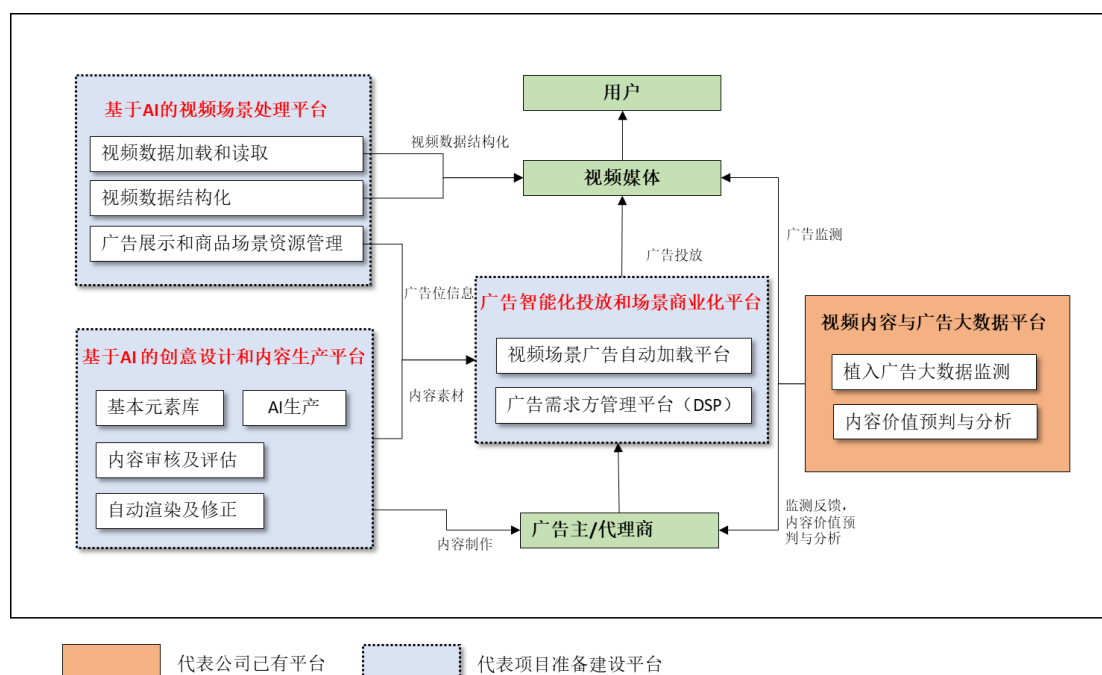 基于AI的视频场景处理平台
视频数据加载和读取
视频数据结构化
广告展示和商品场景资源管理
视频数据结构化
用户
视频媒体
广告监测
广告投放
广告位信息
广告智能化投放和场景商业化平台
视频场景广告自动加载平台
广告需求方管理平台（DSP）
视频内容与广告大数据平台
植入广告大数据监测
内容价值预判与分析
基于AI 的创意设计和内容生产平台
基本元素库
AI生产
内容审核及评估
自动渲染及修正
内容素材
内容制作
广告主/代理商
监测反馈，
内容价值预
判与分析
代表公司已有平台
代表项目准备建设平台